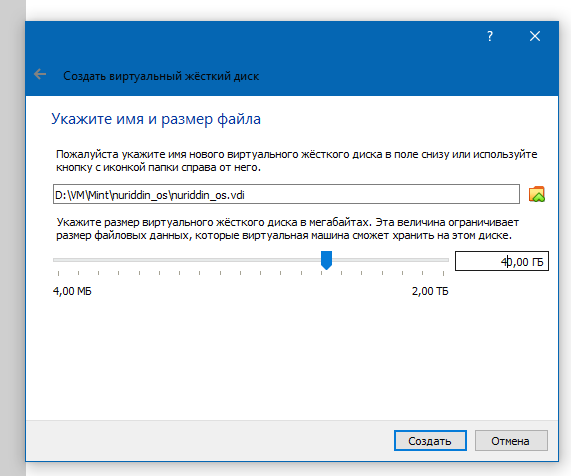 ?
Создать виртуальный жёсткий диск
Укажите имя и размер файла
Пожалуйста укажите имя нового виртуального жёсткого диска в поле снизу или используйте
кнопку с иконкой папки справа от него.
D:\VM\Mint\nuriddin_os\nuriddin_os.vdi
Укажите размер виртуального жёсткого диска в мегабайтах. Эта величина ограничивает
размер файловых данных, которые виртуальная машина сможет хранить на этом диске.
40,00 ГБ
4,00 МБ 2,00 ТБ
Создать Отмена